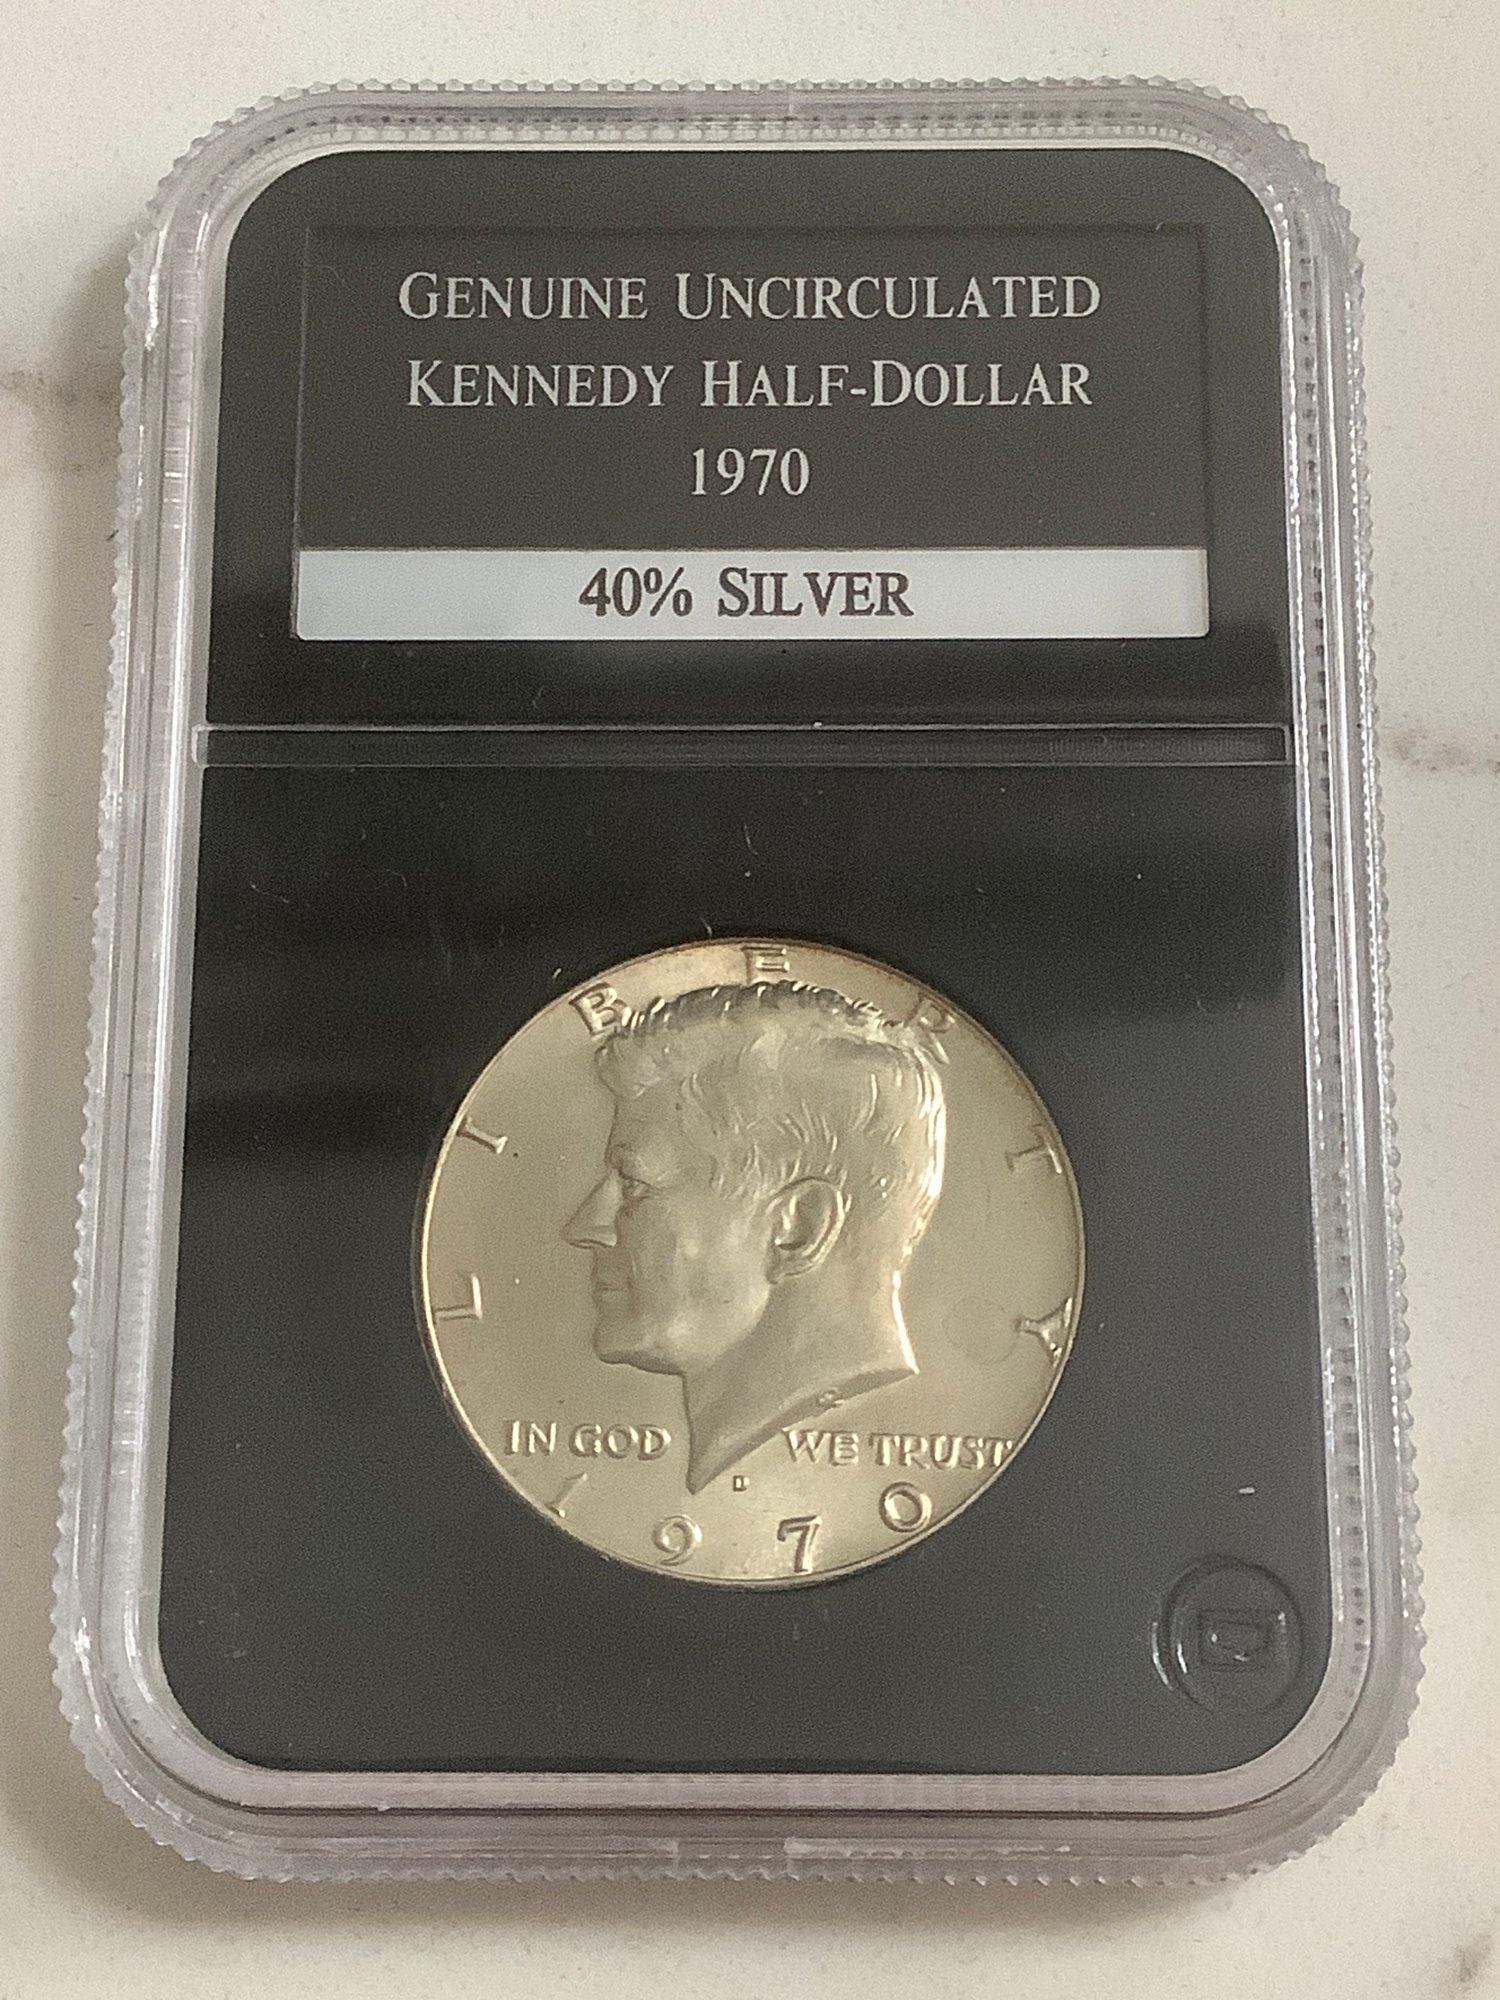 GENUINE UNCIRCULATED
KENNEDY HALF-DOLLAR
1970
40% SILVER
LIBERTY
IN GOD WE TRUST
D
1970